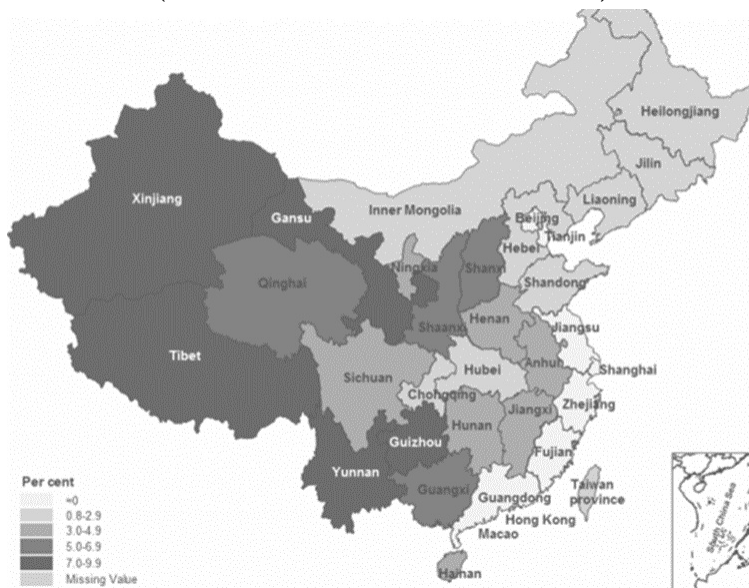 Heilongjiang
Jilin
Xinjiang
Liaoning
Inner Mongolia
Gansu
Beijing
Tianjin
Hebei
Ningxia
Shanxi
Qinghai
Shandong
Henan
Shaanxi
Jiangsu
Tibet
Anhui
Shanghai
Hubei
Sichuan
Chongqing
Zhejiang
Jiangxi
Hunan
Guizhou
Fujian
Yunnan
Guangxi
Guangdong
Taiwan
province
Hong Kong
Macao
Hainan
South China Sea
Per cent
=0
0.8-2.9
3.0-4.9
5.0-6.9
7.0-9.9
Missing Value